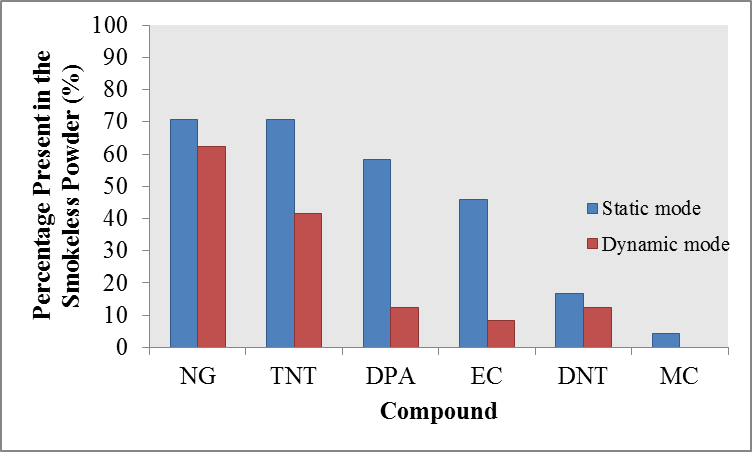 100
90
80
70
60
50
40
30
20
10
0
Percentage Present in the
Smokeless Powder (%)
NG TNT DPA EC DNT MC
Compound
Static mode
Dynamic mode